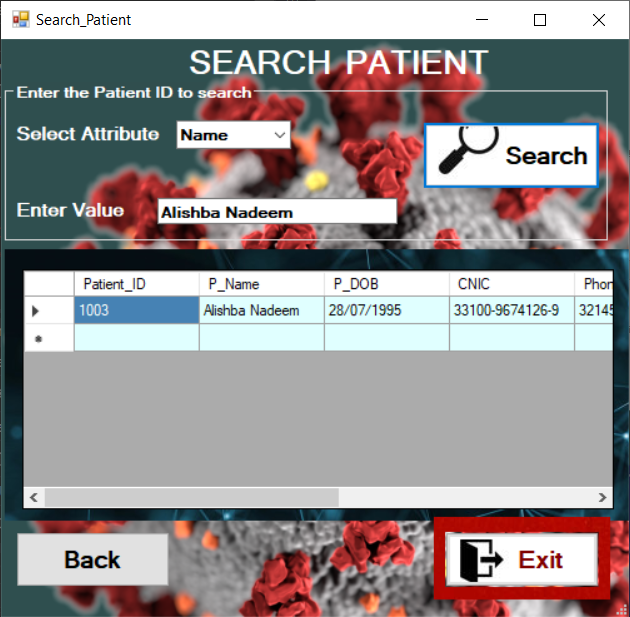 Search_Patient
SEARCH PATIENT
Enter the Patient ID to search
Select Attribute Name
Search
Enter Value Alishba Nadeem
Patient_ID P_Name P_DOB CNIC Phon
1003 Alishba Nadeem 28/07/1995 33100-9674126-9 32145
Back Exit